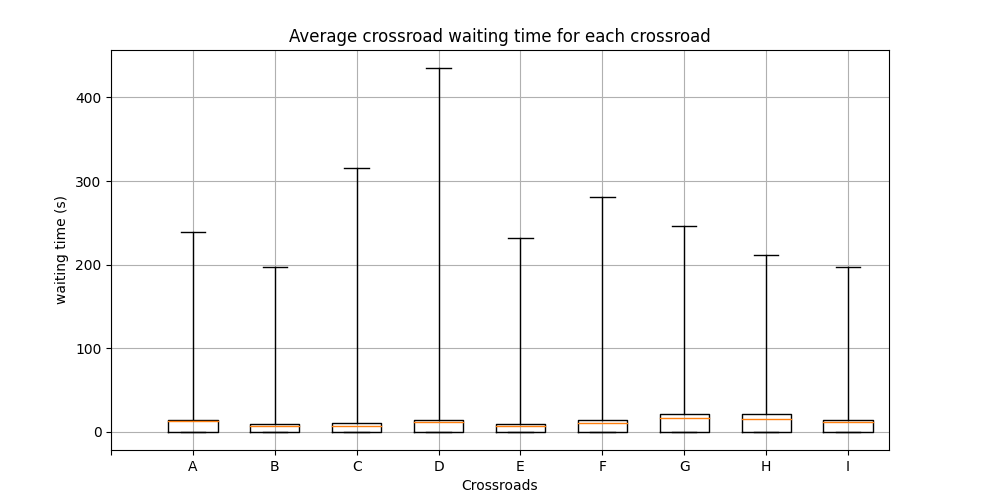 Average crossroad waiting time for each crossroad
waiting time (s)
400
300
200
100
0
A B C D E F G H I
Crossroads